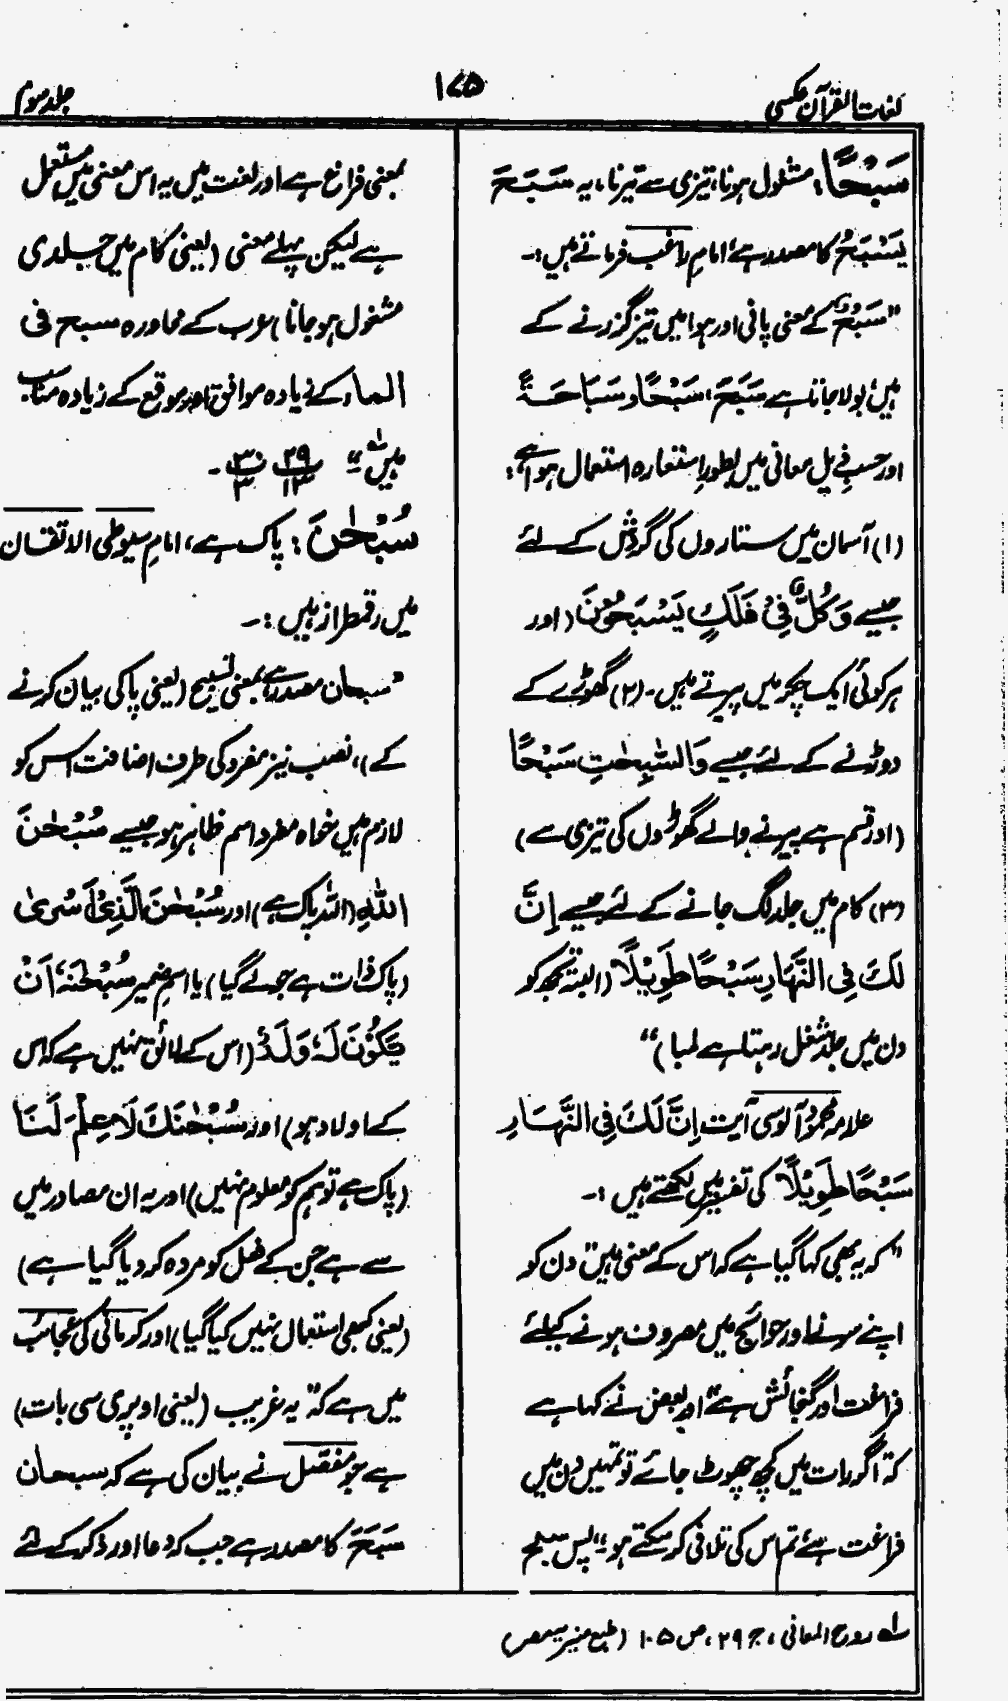 لغات القرآن عکسی
۱۷۵
جلد سوم
سَبْحًا: مشغول ہونا، تیزی سے تیرنا، یہ سَبَحَ
یَسْبَحُ کا مصدر ہے، امام راغب فرماتے ہیں:۔
"سَبْحٌ کے معنی پانی اور ہوا میں تیز گزرنے کے
ہیں، بولا جاتا ہے سَبَحَ، سَبْحًا و سَبَاحَۃً
اور حسبِ ذیل معانی میں بطور استعارہ استعمال ہوا ہے:
(۱) آسمان میں ستاروں کی گردش کے لئے
جیسے وَکُلٌّ فِیْ فَلَکٍ یَسْبَحُوْنَ (اور
ہر کوئی ایک چکر میں پیرتے ہیں۔ (۲) گھوڑے کے
دوڑنے کے لئے جیسے وَالسّٰبِحٰتِ سَبْحًا
(اور قسم ہے پیرنے والے گھوڑوں کی تیزی سے)
(۳) کام میں جلد لگ جانے کے لئے جیسے اِنَّ
لَکَ فِی النَّھَارِ سَبْحًا طَوِیْلًا (البتہ تجھ کو
دن میں جلد شغل رہتا ہے لمبا)"
علامہ محمود آلوسی آیت اِنَّ لَکَ فِی النَّھَارِ
سَبْحًا طَوِیْلًا کی تفسیر میں لکھتے ہیں :۔
"کہ یہ بھی کہا گیا ہے کہ اس کے معنی ہیں "دن کو
اپنے سونے اور حوائج میں مصروف ہونے کیلئے
فراغت اور گنجائش ہے" اور بعض نے کہا ہے
کہ "اگر رات میں کچھ چھوٹ جائے تو تمہیں دن میں
فراغت ہے، تم اس کی تلافی کر سکتے ہو" پس سبح
بمعنی فراغ ہے اور لغت میں یہ اس معنی میں مستعمل
ہے لیکن پہلے معنی (یعنی کام میں جلدی
مشغول ہو جانا) عرب کے محاورہ سبح فی
الماء کے زیادہ موافق اور موقع کے زیادہ مناسب
ہیں لہ" ۲۹/۱۳ ۳۰/۳۔
سُبْحٰنَ : پاک ہے، امام سیوطی الاتقان
میں رقمطراز ہیں :۔
"سبحان مصدر ہے بمعنی تسبیح (یعنی پاکی بیان کرنے
کے)، نصب نیز مفرد کی طرف اضافت اس کو
لازم ہیں خواہ مفرد اسم ظاہر ہو جیسے سُبْحٰنَ
اللّٰہِ (اللہ پاک ہے) اور سُبْحٰنَ الَّذِیْ اَسْرٰی
(پاک ذات ہے جو لے گیا) یا اسم ضمیر سُبْحٰنَہٗ اَنْ
یَّکُوْنَ لَہٗ وَلَدٌ (اس کے لائق نہیں ہے کہ اس
کے اولاد ہو) اور سُبْحٰنَکَ لَا عِلْمَ لَنَا
(پاک ہے تو ہم کو معلوم نہیں) اور یہ ان مصادر میں
سے ہے جن کے فعل کو مردہ کر دیا گیا ہے)
(یعنی کبھی استعمال نہیں کیا گیا) اور کرمانی کی عجائب
میں ہے کہ "یہ غریب (یعنی اوپری سی بات)
ہے جو مفضّل نے بیان کی ہے کہ سبحان
سَبَحَ کا مصدر ہے جب کہ دعا اور ذکر کے لئے
لہ روح المعانی، ج ۲۹، ص ۱۰۵ (طبع منیر مصر)